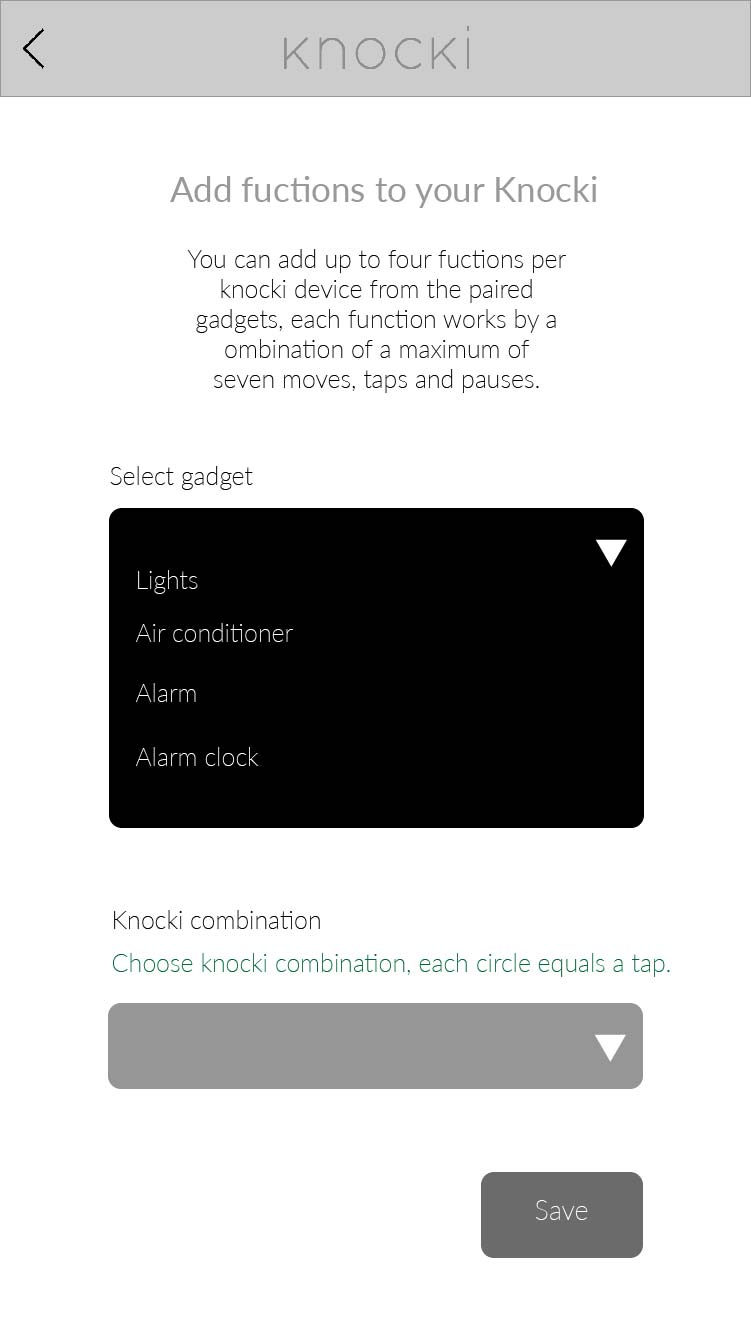 knocki
Add fuctions to your Knocki
You can add up to four fuctions per
knocki device from the paired
gadgets, each function works by a
ombination of a maximum of
seven moves, taps and pauses.
Select gadget
Lights
Air conditioner
Alarm
Alarm clock
Knocki combination
Choose knocki combination, each circle equals a tap.
Save